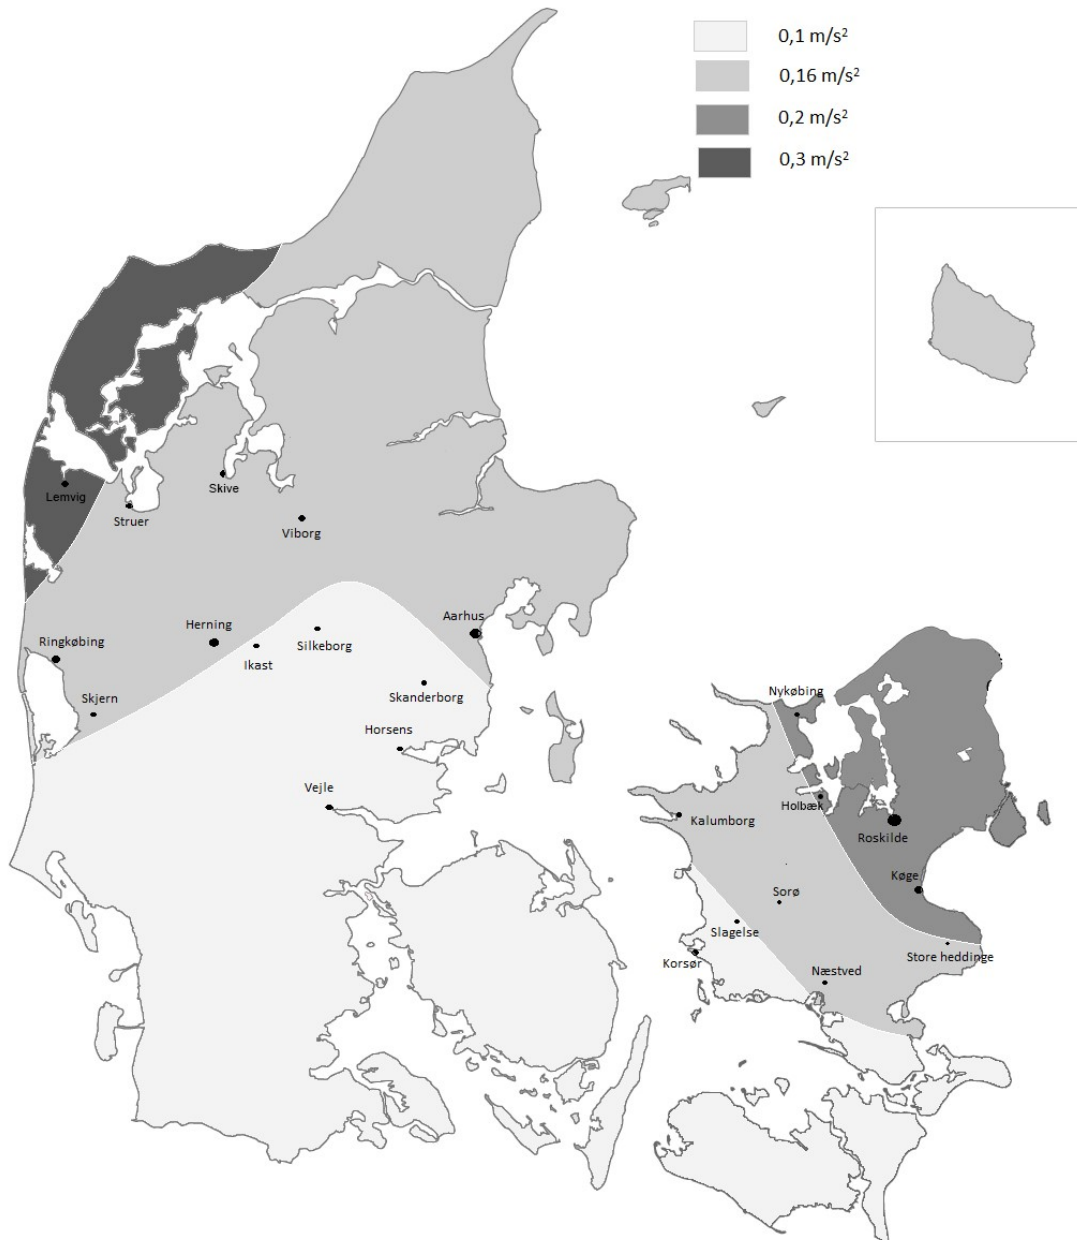 0,1 m/s²
0,16 m/s²
0,2 m/s²
0,3 m/s²
Lemvig
Skive
Struer
Viborg
Herning
Aarhus
Ringkøbing
Silkeborg
Ikast
Skanderborg
Skjern
Nykøbing
Horsens
Vejle
Holbæk
Kalumborg
Roskilde
Køge
Sorø
Slagelse
Store heddinge
Korsør
Næstved